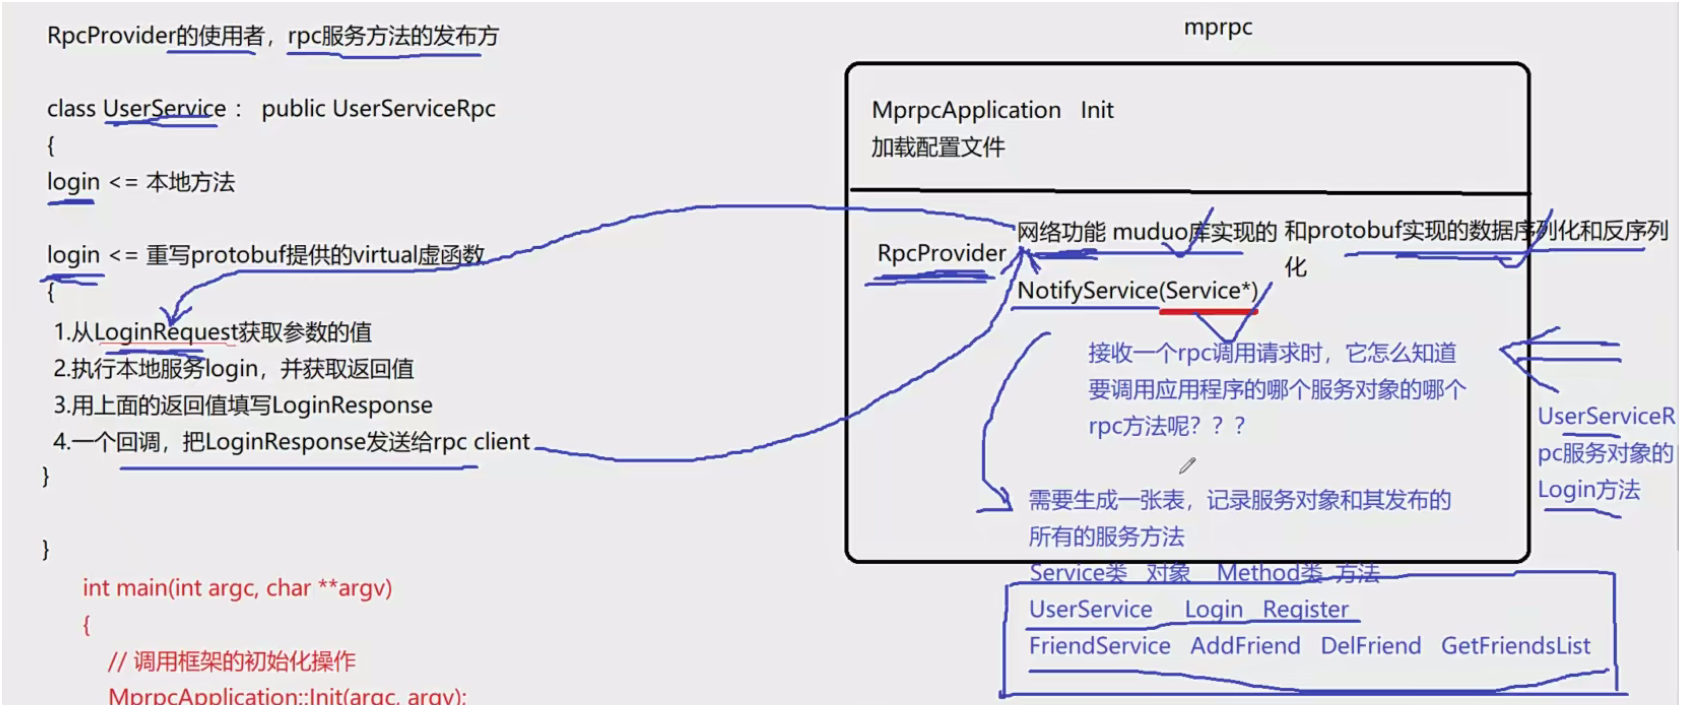 RpcProvider的使用者，rpc服务方法的发布方
class UserService ： public UserServiceRpc
{
login <= 本地方法
login <= 重写protobuf提供的virtual虚函数
{
1.从LoginRequest获取参数的值
2.执行本地服务login，并获取返回值
3.用上面的返回值填写LoginResponse
4.一个回调，把LoginResponse发送给rpc client
}
}
int main(int argc, char **argv)
{
// 调用框架的初始化操作
MprpcApplication::Init(argc, argv);
mprpc
MprpcApplication Init
加载配置文件
RpcProvider
网络功能 muduo库实现的
和protobuf实现的数据序列化和反序列
化
NotifyService(Service*)
接收一个rpc调用请求时，它怎么知道
要调用应用程序的哪个服务对象的哪个
rpc方法呢？？？
需要生成一张表，记录服务对象和其发布的
所有的服务方法
UserServiceR
pc服务对象的
Login方法
Service类 对象 Method类 方法
UserService Login Register
FriendService AddFriend DelFriend GetFriendsList